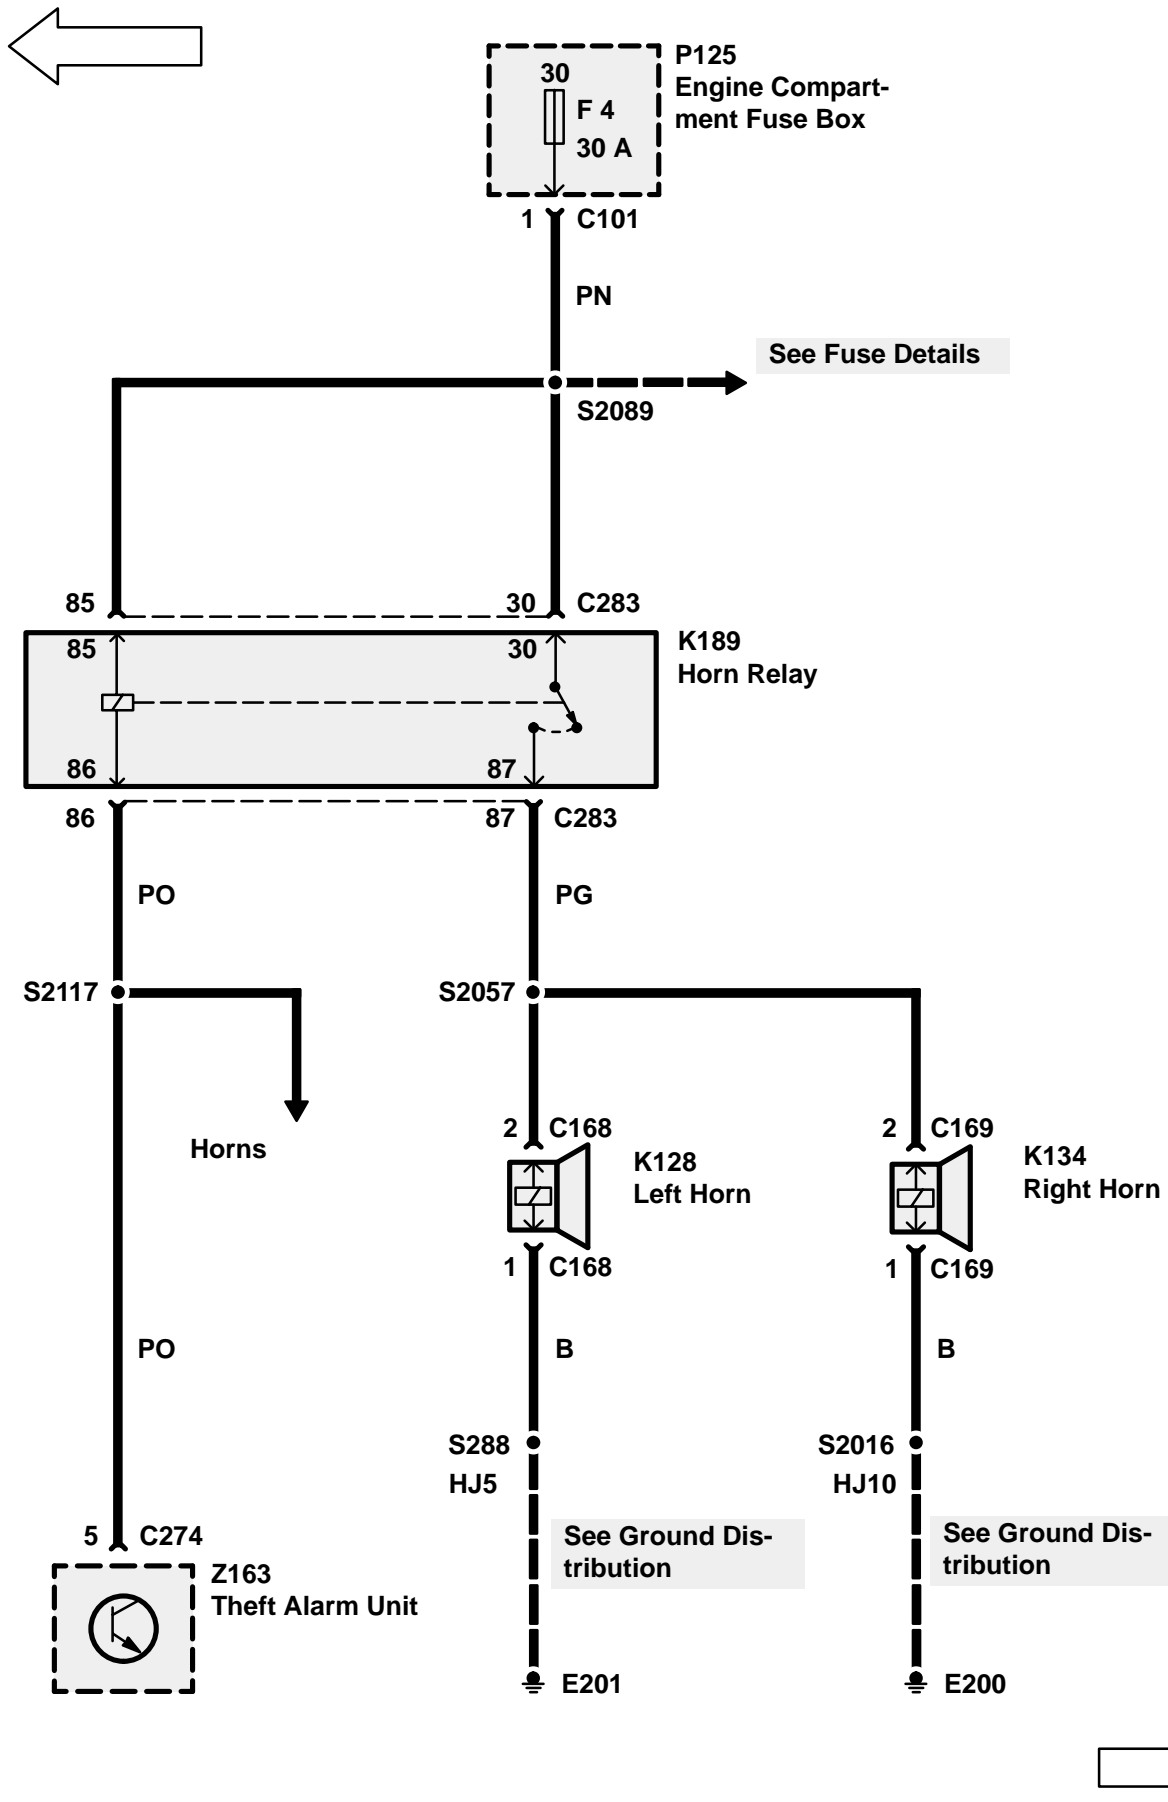 P125
Engine Compart-
ment Fuse Box
30
F 4
30 A
1 C101
PN
See Fuse Details
S2089
85 30 C283
85 30
K189
Horn Relay
86 87
86 87 C283
PO PG
S2117 S2057
Horns
2 C168
K128
Left Horn
1 C168
2 C169
K134
Right Horn
1 C169
PO B B
S288
HJ5
S2016
HJ10
See Ground Dis-
tribution
See Ground Dis-
tribution
5 C274
Z163
Theft Alarm Unit
E201 E200